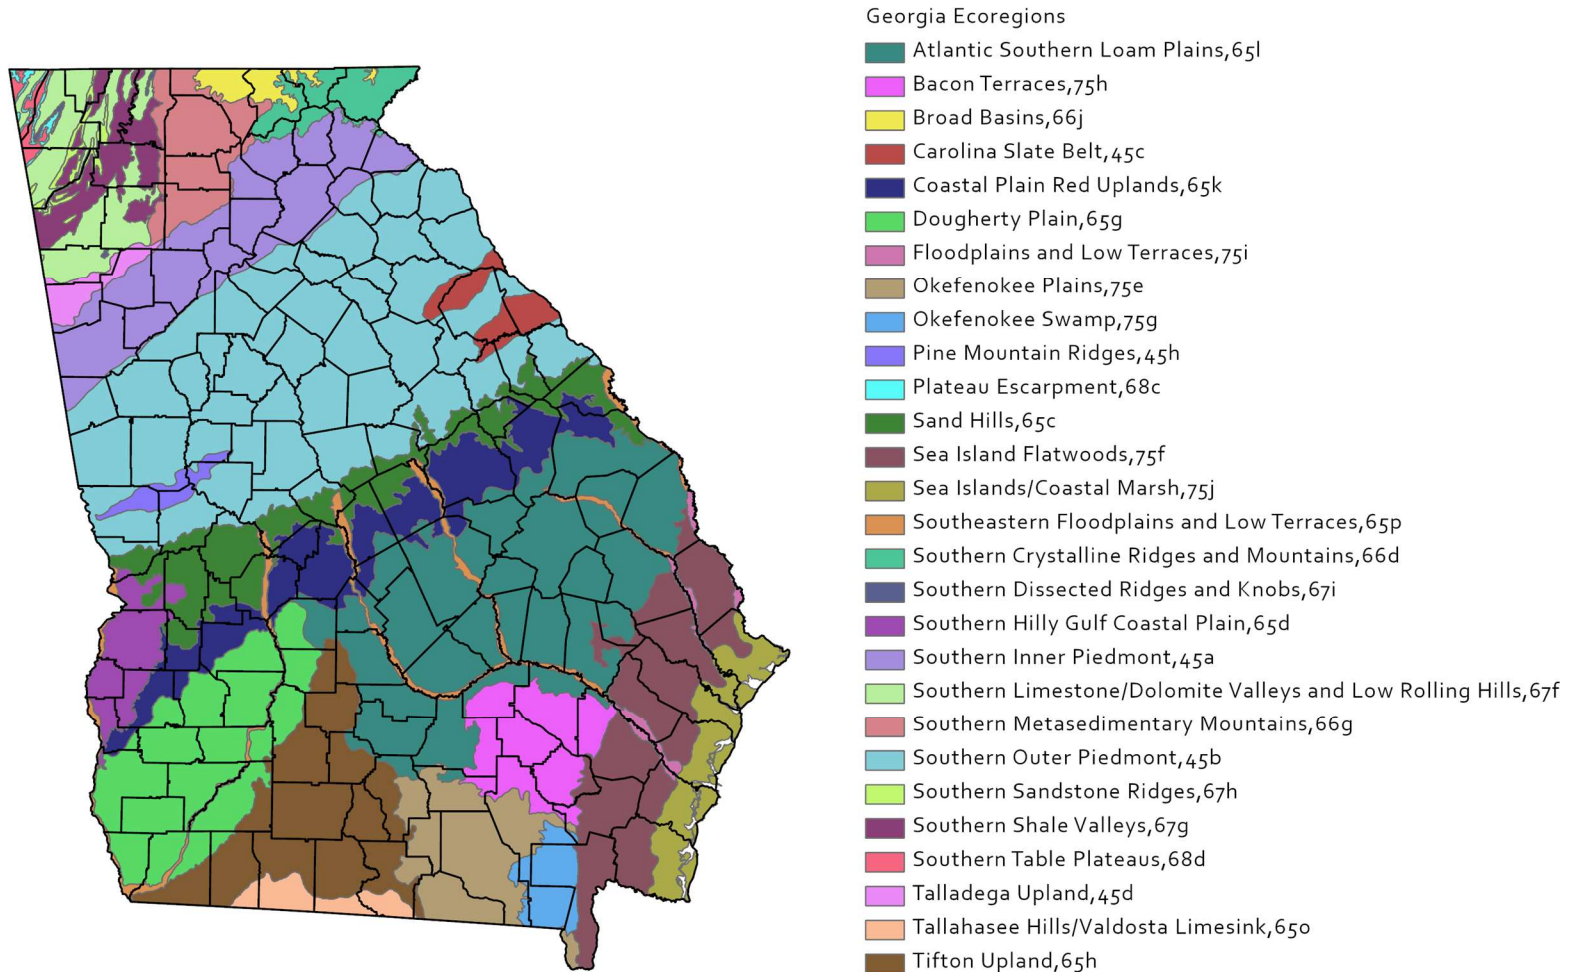 Georgia Ecoregions
Atlantic Southern Loam Plains,65l
Bacon Terraces,75h
Broad Basins,66j
Carolina Slate Belt,45c
Coastal Plain Red Uplands,65k
Dougherty Plain,65g
Floodplains and Low Terraces,75i
Okefenokee Plains,75e
Okefenokee Swamp,75g
Pine Mountain Ridges,45h
Plateau Escarpment,68c
Sand Hills,65c
Sea Island Flatwoods,75f
Sea Islands/Coastal Marsh,75j
Southeastern Floodplains and Low Terraces,65p
Southern Crystalline Ridges and Mountains,66d
Southern Dissected Ridges and Knobs,67i
Southern Hilly Gulf Coastal Plain,65d
Southern Inner Piedmont,45a
Southern Limestone/Dolomite Valleys and Low Rolling Hills,67f
Southern Metasedimentary Mountains,66g
Southern Outer Piedmont,45b
Southern Sandstone Ridges,67h
Southern Shale Valleys,67g
Southern Table Plateaus,68d
Talladega Upland,45d
Tallahasee Hills/Valdosta Limesink,65o
Tifton Upland,65h